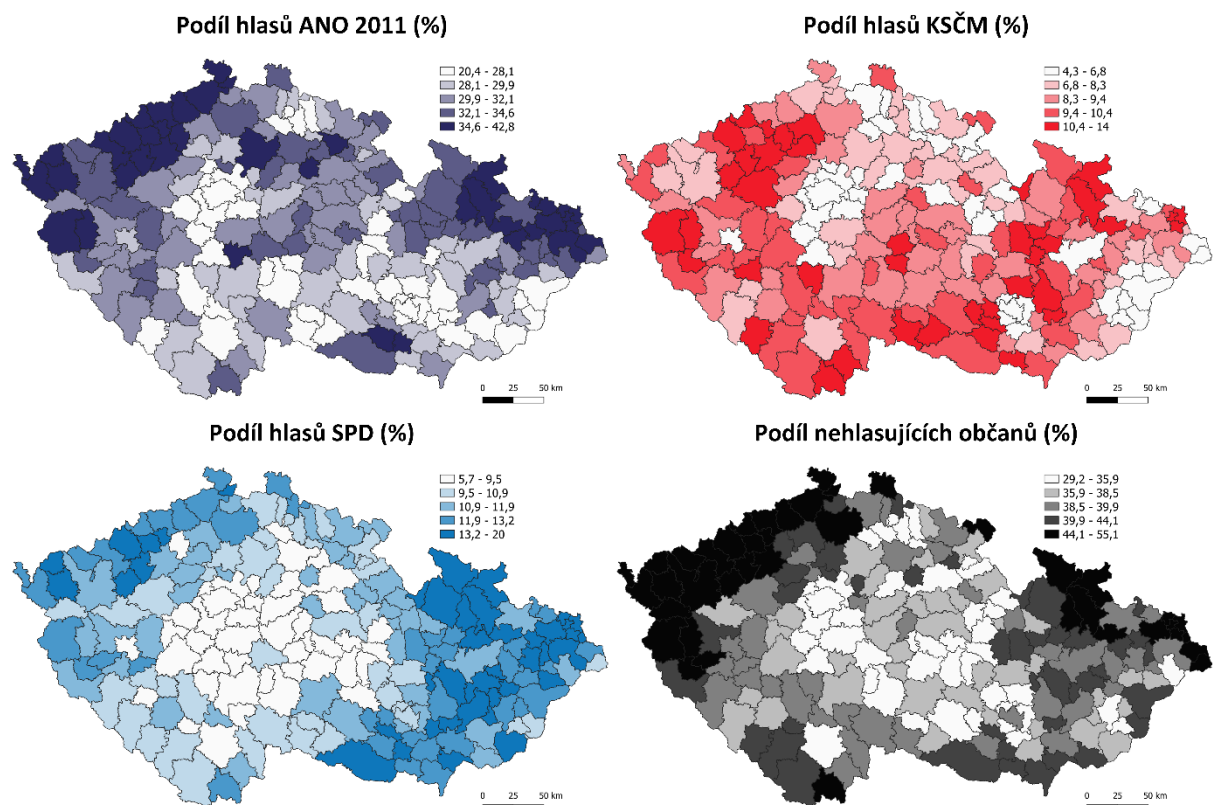 Podíl hlasů ANO 2011 (%)
20,4 - 28,1
28,1 - 29,9
29,9 - 32,1
32,1 - 34,6
34,6 - 42,8
0 25 50 km
Podíl hlasů KSČM (%)
4,3 - 6,8
6,8 - 8,3
8,3 - 9,4
9,4 - 10,4
10,4 - 14
0 25 50 km
Podíl hlasů SPD (%)
5,7 - 9,5
9,5 - 10,9
10,9 - 11,9
11,9 - 13,2
13,2 - 20
0 25 50 km
Podíl nehlasujících občanů (%)
29,2 - 35,9
35,9 - 38,5
38,5 - 39,9
39,9 - 44,1
44,1 - 55,1
0 25 50 km